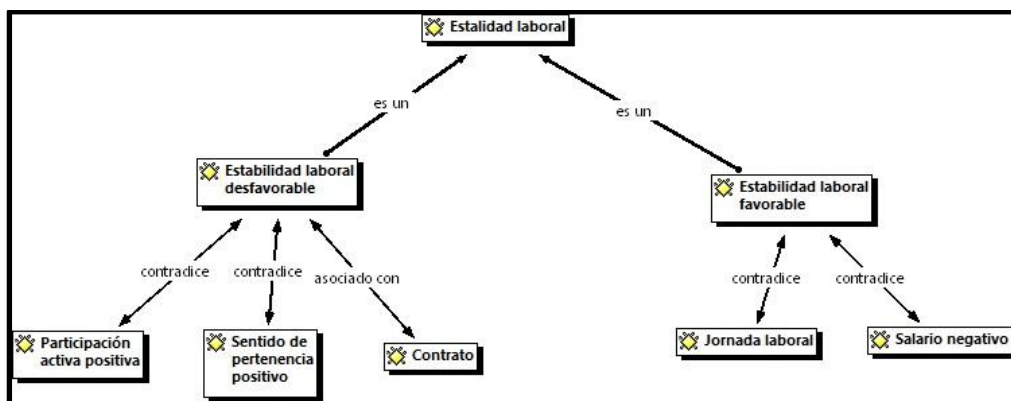 Estalidad laboral
es un
es un
Estabilidad laboral
desfavorable
Estabilidad laboral
favorable
contradice
contradice
asociado con
contradice
contradice
Participación
activa positiva
Sentido de
pertenencia
positivo
Contrato
Jornada laboral
Salario negativo